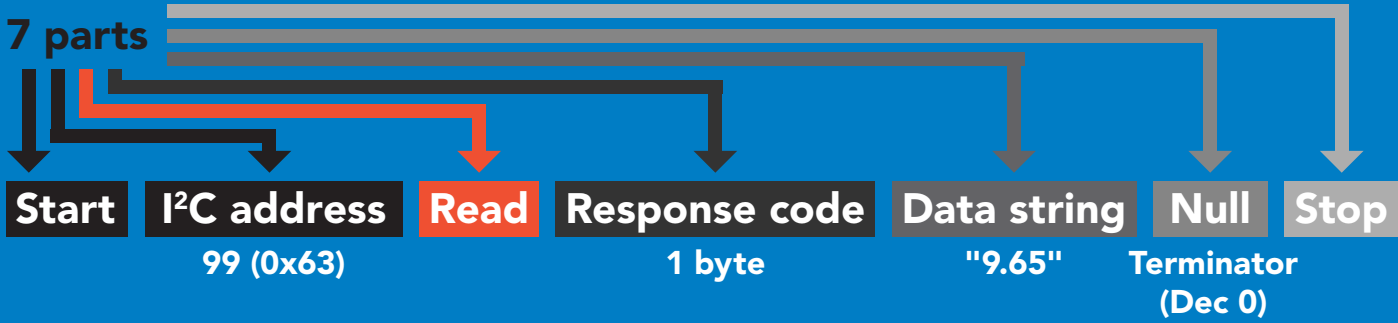 7 parts
Start I²C address Read Response code Data string Null Stop
99 (0x63) 1 byte "9.65" Terminator
(Dec 0)